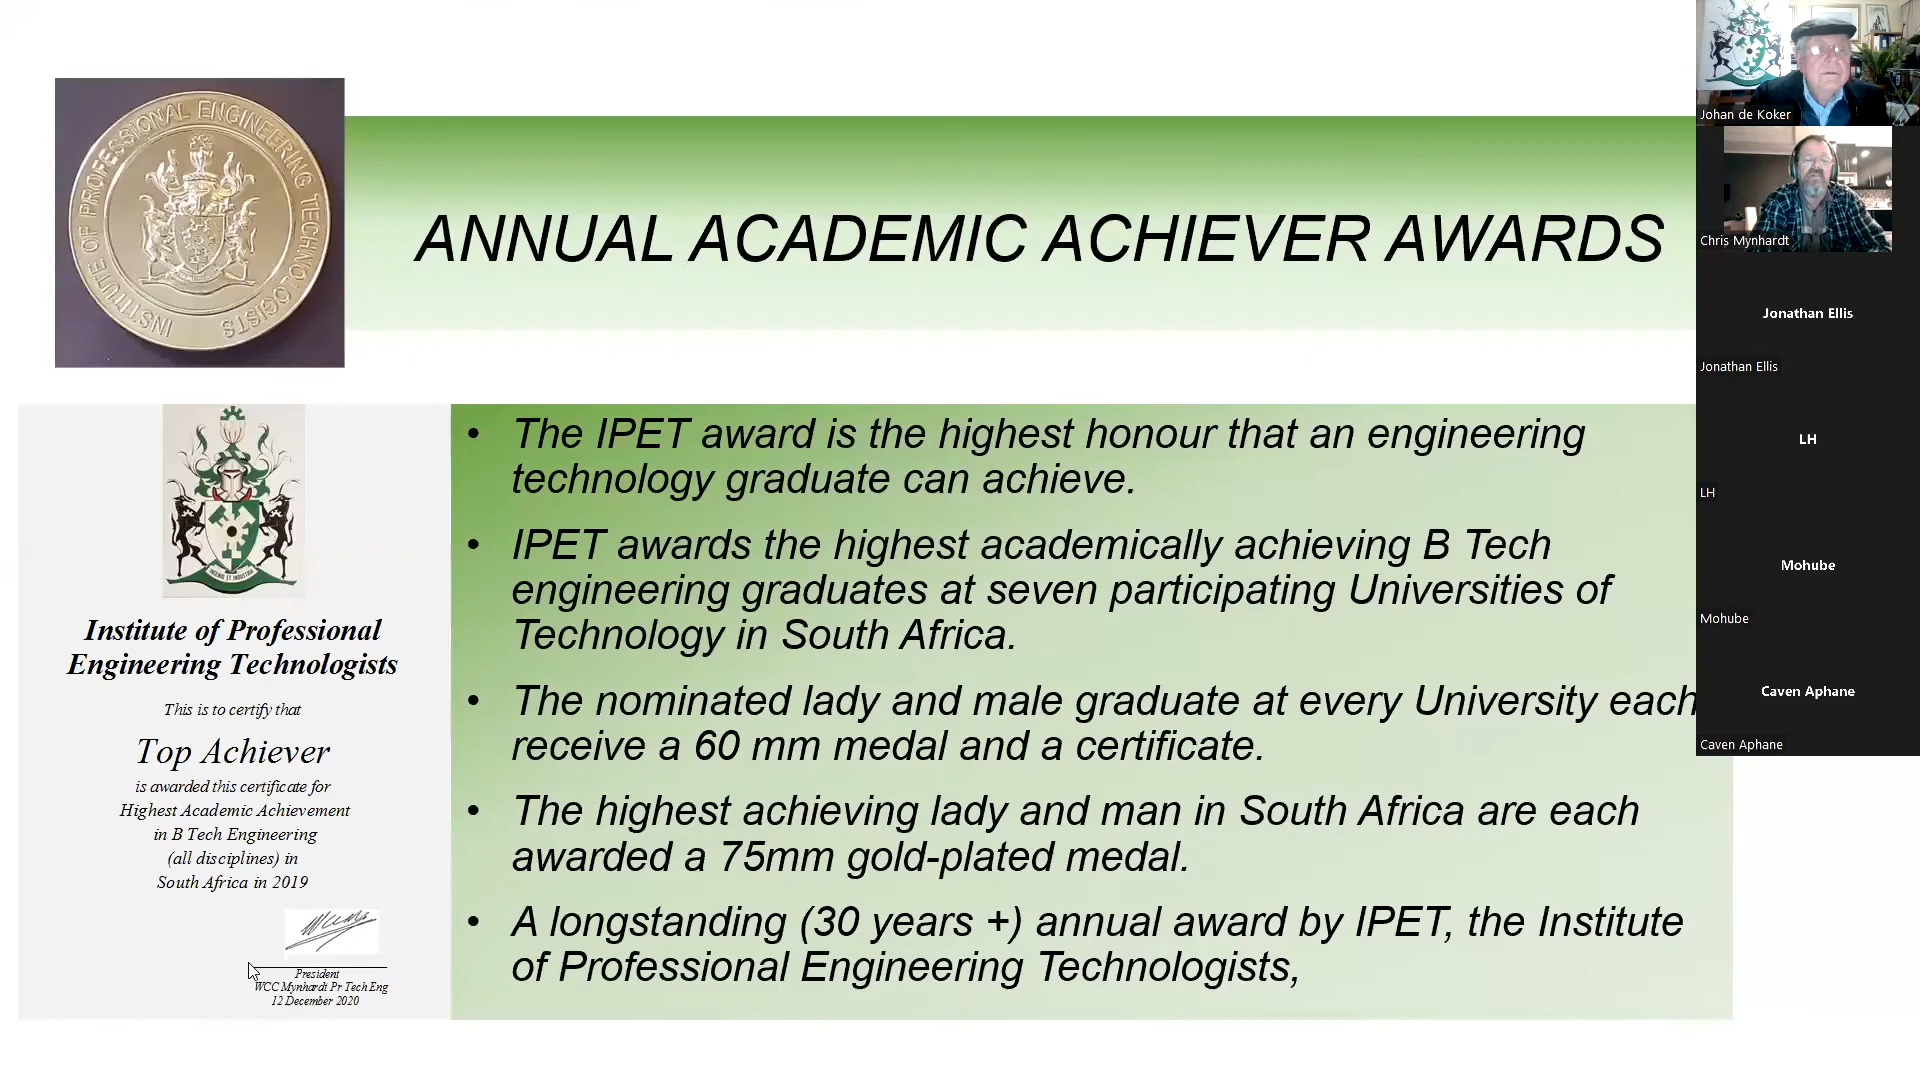 INSTITUTE OF PROFESSIONAL ENGINEERING TECHNOLOGISTS
ANNUAL ACADEMIC ACHIEVER AWARDS
INGENIO ET INDUSTRIA
Institute of Professional
Engineering Technologists
This is to certify that
Top Achiever
is awarded this certificate for
Highest Academic Achievement
in B Tech Engineering
(all disciplines) in
South Africa in 2019
President
WCC Mynhardt Pr Tech Eng
12 December 2020
• The IPET award is the highest honour that an engineering
technology graduate can achieve.
• IPET awards the highest academically achieving B Tech
engineering graduates at seven participating Universities of
Technology in South Africa.
• The nominated lady and male graduate at every University each
receive a 60 mm medal and a certificate.
• The highest achieving lady and man in South Africa are each
awarded a 75mm gold-plated medal.
• A longstanding (30 years +) annual award by IPET, the Institute
of Professional Engineering Technologists,
Johan de Koker
Chris Mynhardt
Jonathan Ellis
Jonathan Ellis
LH
LH
Mohube
Mohube
Caven Aphane
Caven Aphane